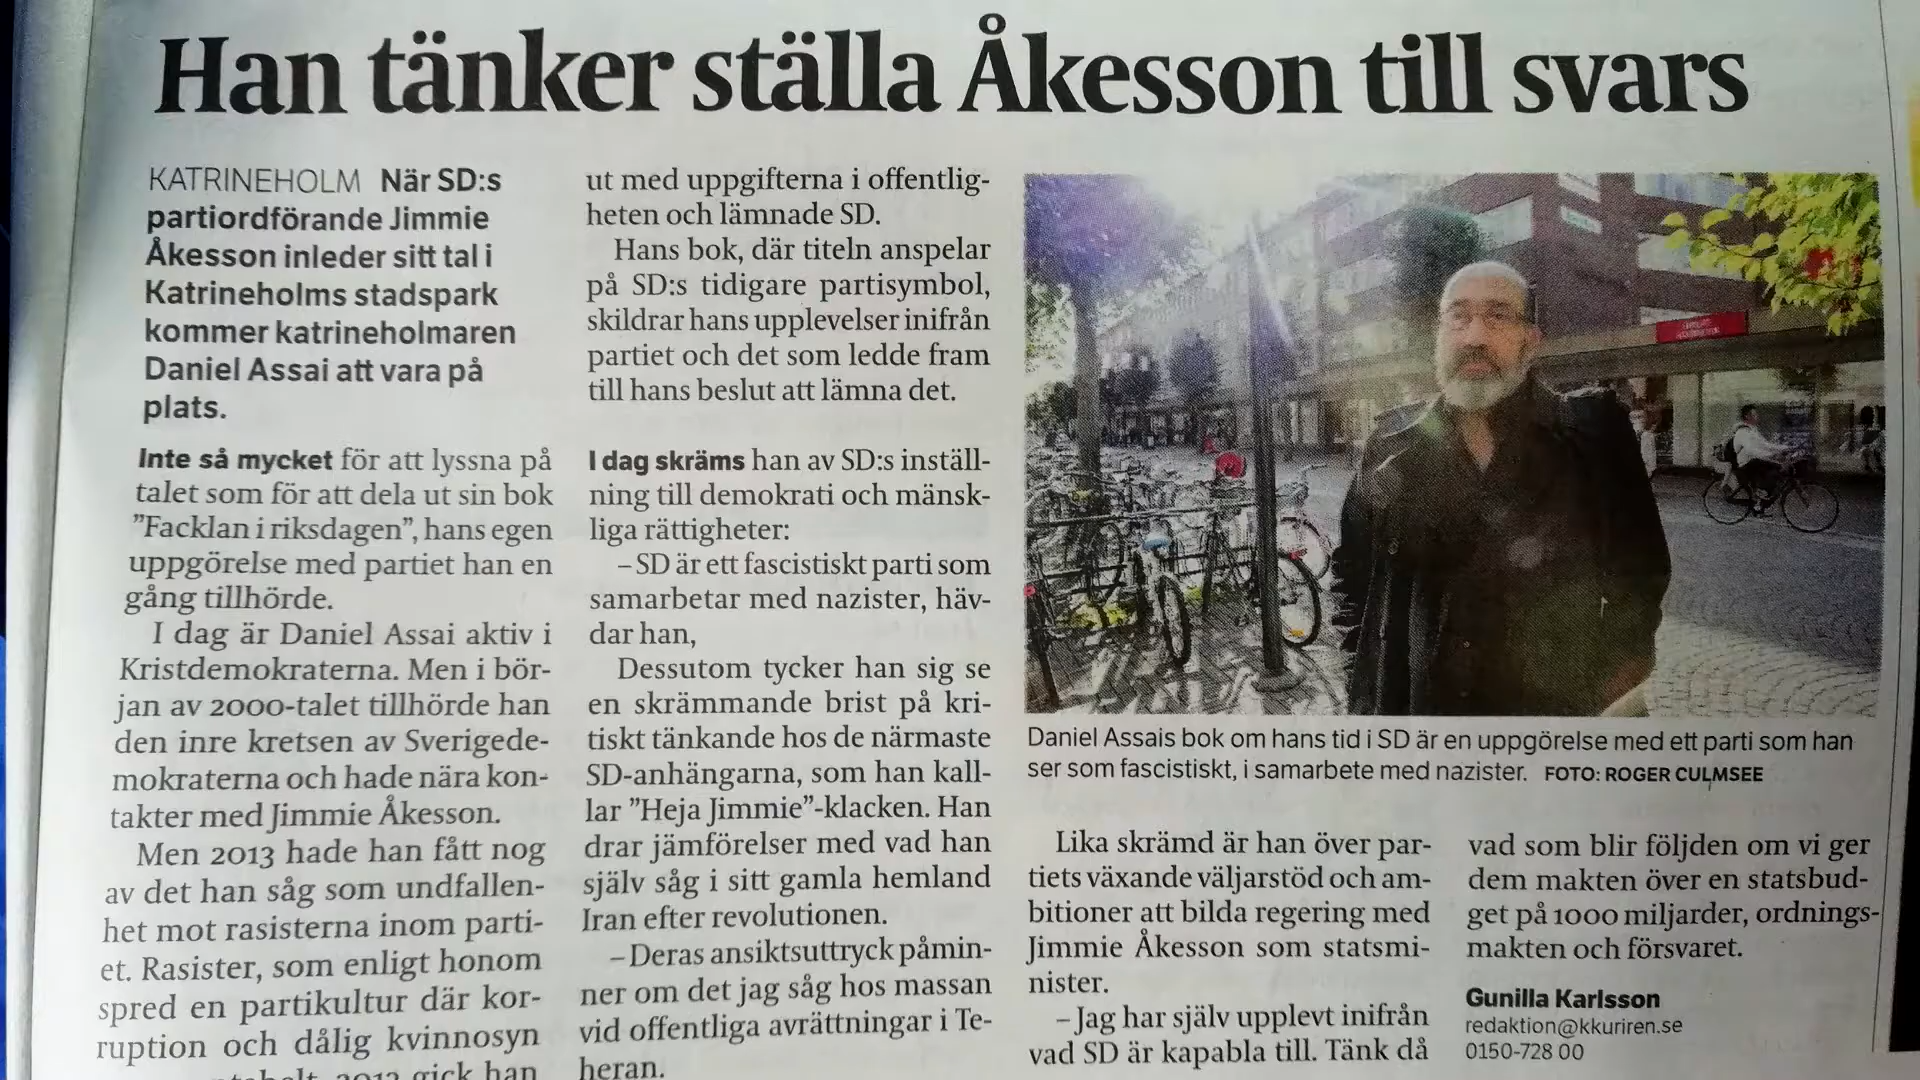 Han tänker ställa Åkesson till svars
KATRINEHOLM När SD:s
partiordförande Jimmie
Åkesson inleder sitt tal i
Katrineholms stadspark
kommer katrineholmaren
Daniel Assai att vara på
plats.
Inte så mycket för att lyssna på
talet som för att dela ut sin bok
”Facklan i riksdagen”, hans egen
uppgörelse med partiet han en
gång tillhörde.
I dag är Daniel Assai aktiv i
Kristdemokraterna. Men i bör-
jan av 2000-talet tillhörde han
den inre kretsen av Sverigede-
mokraterna och hade nära kon-
takter med Jimmie Åkesson.
Men 2013 hade han fått nog
av det han såg som undfallen-
het mot rasisterna inom parti-
et. Rasister, som enligt honom
spred en partikultur där kor-
ruption och dålig kvinnosyn
2013 gick han
ut med uppgifterna i offentlig-
heten och lämnade SD.
Hans bok, där titeln anspelar
på SD:s tidigare partisymbol,
skildrar hans upplevelser inifrån
partiet och det som ledde fram
till hans beslut att lämna det.
I dag skräms han av SD:s inställ-
ning till demokrati och mänsk-
liga rättigheter:
– SD är ett fascistiskt parti som
samarbetar med nazister, häv-
dar han,
Dessutom tycker han sig se
en skrämmande brist på kri-
tiskt tänkande hos de närmaste
SD-anhängarna, som han kall-
lar ”Heja Jimmie”-klacken. Han
drar jämförelser med vad han
själv såg i sitt gamla hemland
Iran efter revolutionen.
– Deras ansiktsuttryck påmin-
ner om det jag såg hos massan
vid offentliga avrättningar i Te-
heran.
Daniel Assais bok om hans tid i SD är en uppgörelse med ett parti som han
ser som fascistiskt, i samarbete med nazister. FOTO: ROGER CULMSEE
Lika skrämd är han över par-
tiets växande väljarstöd och am-
bitioner att bilda regering med
Jimmie Åkesson som statsmi-
nister.
– Jag har själv upplevt inifrån
vad SD är kapabla till. Tänk då
vad som blir följden om vi ger
dem makten över en statsbud-
get på 1000 miljarder, ordnings-
makten och försvaret.
Gunilla Karlsson
redaktion@kkuriren.se
0150-728 00